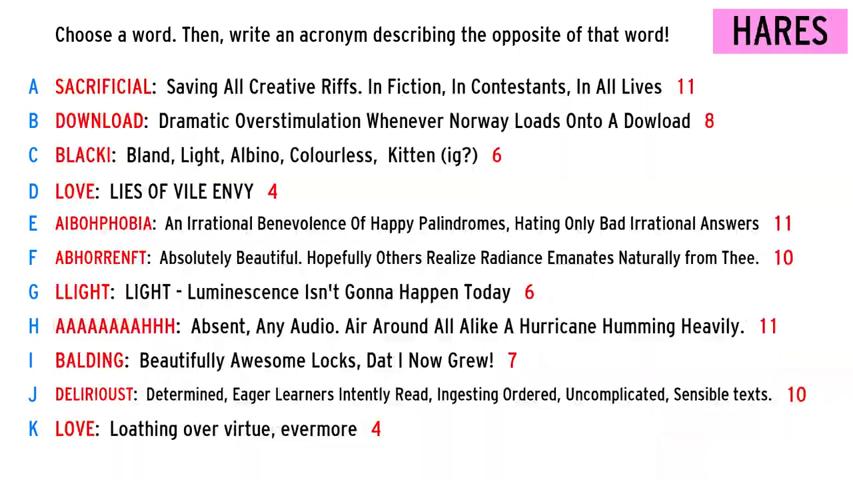 Choose a word. Then, write an acronym describing the opposite of that word!
HARES
A SACRIFICIAL: Saving All Creative Riffs. In Fiction, In Contestants, In All Lives 11
B DOWNLOAD: Dramatic Overstimulation Whenever Norway Loads Onto A Dowload 8
C BLACKI: Bland, Light, Albino, Colourless, Kitten (ig?) 6
D LOVE: LIES OF VILE ENVY 4
E AIBOHPHOBIA: An Irrational Benevolence Of Happy Palindromes, Hating Only Bad Irrational Answers 11
F ABHORRENFT: Absolutely Beautiful. Hopefully Others Realize Radiance Emanates Naturally from Thee. 10
G LLIGHT: LIGHT - Luminescence Isn't Gonna Happen Today 6
H AAAAAAAAHHH: Absent, Any Audio. Air Around All Alike A Hurricane Humming Heavily. 11
I BALDING: Beautifully Awesome Locks, Dat I Now Grew! 7
J DELIRIOUST: Determined, Eager Learners Intently Read, Ingesting Ordered, Uncomplicated, Sensible texts. 10
K LOVE: Loathing over virtue, evermore 4